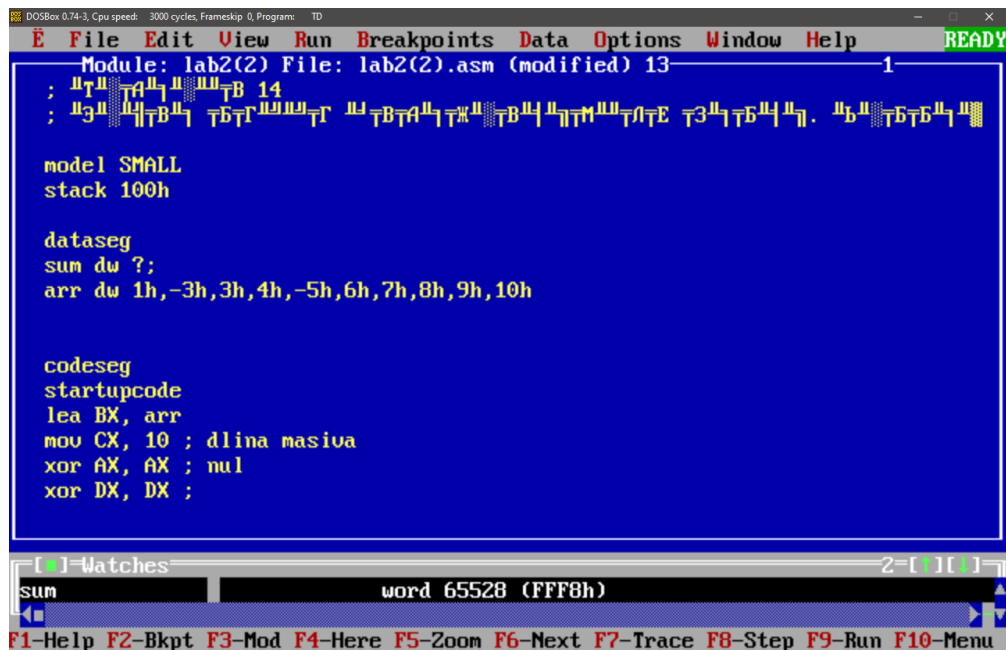 DOSBox 0.74-3, Cpu speed: 3000 cycles, Frameskip 0, Program: TD
Ë File Edit View Run Breakpoints Data Options Window Help READY
Module: lab2(2) File: lab2(2).asm (modified) 13 1
; 14
;
model SMALL
stack 100h
dataseg
sum dw ?;
arr dw 1h,-3h,3h,4h,-5h,6h,7h,8h,9h,10h
codeseg
startupcode
lea BX, arr
mov CX, 10 ; dlina masiva
xor AX, AX ; nul
xor DX, DX ;
[■]=Watches 2=[↑][↓]
sum word 65528 (FFF8h)
F1-Help F2-Bkpt F3-Mod F4-Here F5-Zoom F6-Next F7-Trace F8-Step F9-Run F10-Menu